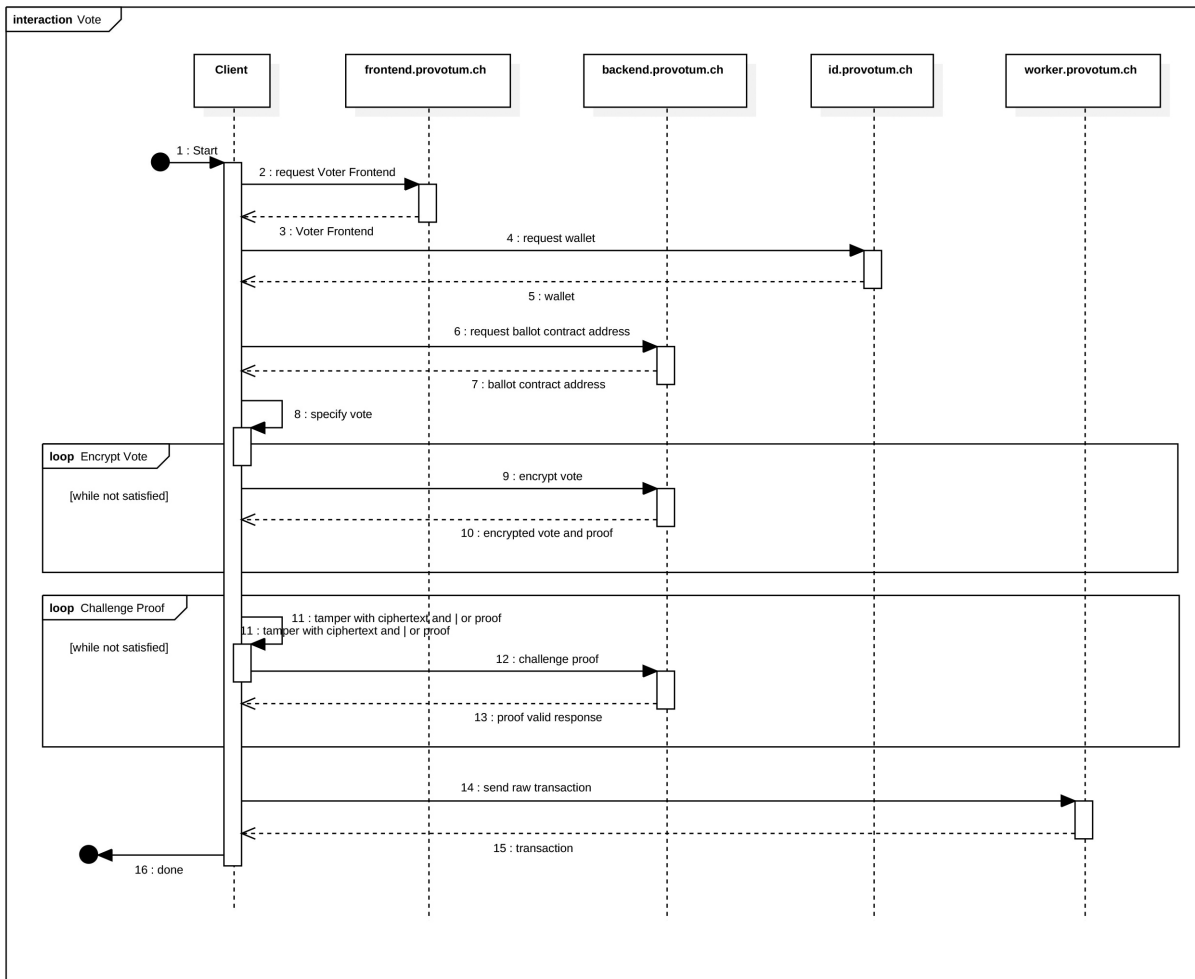 interaction Vote
Client
frontend.provotum.ch
backend.provotum.ch
id.provotum.ch
worker.provotum.ch
1 : Start
2 : request Voter Frontend
3 : Voter Frontend
4 : request wallet
5 : wallet
6 : request ballot contract address
7 : ballot contract address
8 : specify vote
loop Encrypt Vote
[while not satisfied]
9 : encrypt vote
10 : encrypted vote and proof
loop Challenge Proof
11 : tamper with ciphertext and | or proof
11 : tamper with ciphertext and | or proof
[while not satisfied]
12 : challenge proof
13 : proof valid response
14 : send raw transaction
15 : transaction
16 : done